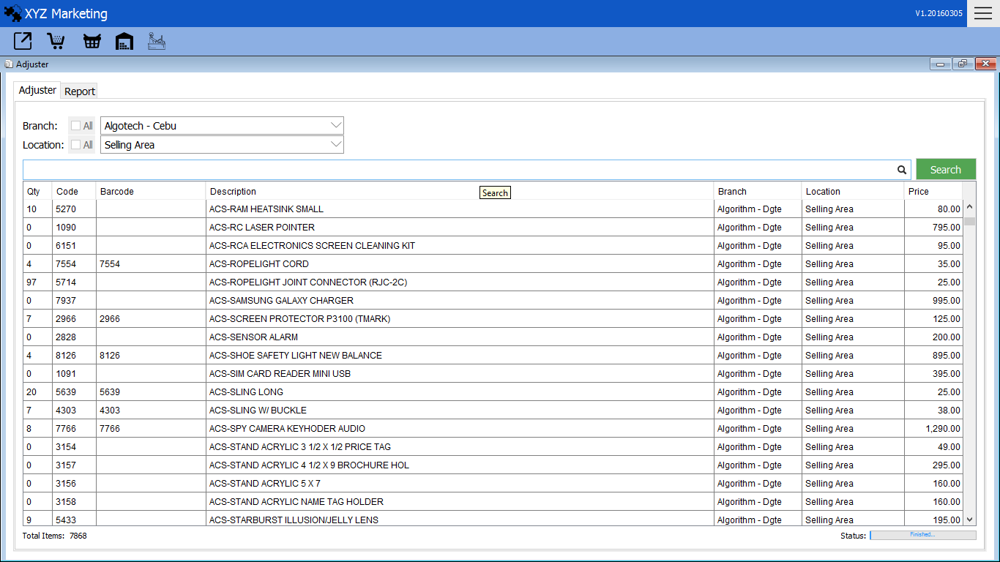 XYZ Marketing V1.20160305
Adjuster
Adjuster Report
Branch: All Algotech - Cebu
Location: All Selling Area
Search
Qty Code Barcode Description Search Branch Location Price
10 5270 ACS-RAM HEATSINK SMALL Algorithm - Dgte Selling Area 80.00
0 1090 ACS-RC LASER POINTER Algorithm - Dgte Selling Area 795.00
0 6151 ACS-RCA ELECTRONICS SCREEN CLEANING KIT Algorithm - Dgte Selling Area 95.00
4 7554 7554 ACS-ROPELIGHT CORD Algorithm - Dgte Selling Area 35.00
97 5714 ACS-ROPELIGHT JOINT CONNECTOR (RJC-2C) Algorithm - Dgte Selling Area 25.00
0 7937 ACS-SAMSUNG GALAXY CHARGER Algorithm - Dgte Selling Area 995.00
7 2966 2966 ACS-SCREEN PROTECTOR P3100 (TMARK) Algorithm - Dgte Selling Area 125.00
0 2828 ACS-SENSOR ALARM Algorithm - Dgte Selling Area 200.00
4 8126 8126 ACS-SHOE SAFETY LIGHT NEW BALANCE Algorithm - Dgte Selling Area 895.00
0 1091 ACS-SIM CARD READER MINI USB Algorithm - Dgte Selling Area 395.00
20 5639 5639 ACS-SLING LONG Algorithm - Dgte Selling Area 25.00
7 4303 4303 ACS-SLING W/ BUCKLE Algorithm - Dgte Selling Area 38.00
8 7766 7766 ACS-SPY CAMERA KEYHODER AUDIO Algorithm - Dgte Selling Area 1,290.00
0 3154 ACS-STAND ACRYLIC 3 1/2 X 1/2 PRICE TAG Algorithm - Dgte Selling Area 49.00
0 3157 ACS-STAND ACRYLIC 4 1/2 X 9 BROCHURE HOL Algorithm - Dgte Selling Area 295.00
0 3156 ACS-STAND ACRYLIC 5 X 7 Algorithm - Dgte Selling Area 160.00
0 3158 ACS-STAND ACRYLIC NAME TAG HOLDER Algorithm - Dgte Selling Area 160.00
9 5433 ACS-STARBURST ILLUSION/JELLY LENS Algorithm - Dgte Selling Area 195.00
Total Items: 7868 Status: Finished...